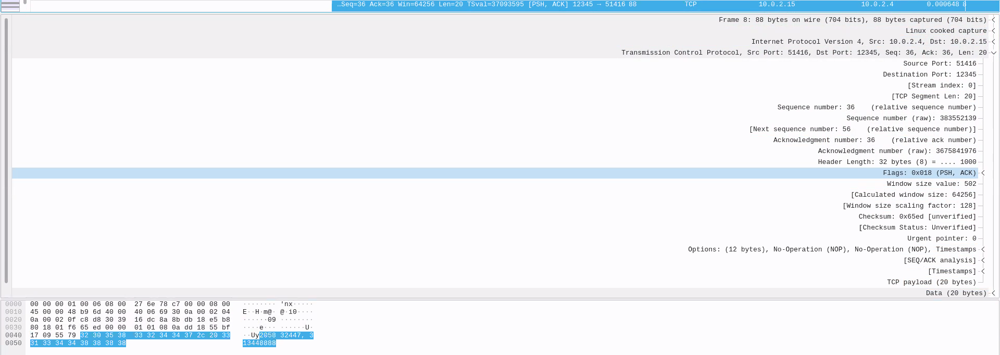 …Seq=36 Ack=36 Win=64256 Len=20 TSval=37093595 [PSH, ACK] 12345 → 51416 88 TCP 10.0.2.15 10.0.2.4 0.000648 8
Frame 8: 88 bytes on wire (704 bits), 88 bytes captured (704 bits)
Linux cooked capture
Internet Protocol Version 4, Src: 10.0.2.4, Dst: 10.0.2.15
Transmission Control Protocol, Src Port: 51416, Dst Port: 12345, Seq: 36, Ack: 36, Len: 20
Source Port: 51416
Destination Port: 12345
[Stream index: 0]
[TCP Segment Len: 20]
Sequence number: 36    (relative sequence number)
Sequence number (raw): 383552139
[Next sequence number: 56    (relative sequence number)]
Acknowledgment number: 36    (relative ack number)
Acknowledgment number (raw): 3675841976
Header Length: 32 bytes (8) = .... 1000
Flags: 0x018 (PSH, ACK)
Window size value: 502
[Calculated window size: 64256]
[Window size scaling factor: 128]
Checksum: 0x65ed [unverified]
[Checksum Status: Unverified]
Urgent pointer: 0
Options: (12 bytes), No-Operation (NOP), No-Operation (NOP), Timestamps
[SEQ/ACK analysis]
[Timestamps]
TCP payload (20 bytes)
Data (20 bytes)
0000 00 00 00 01 00 06 08 00 27 6e 78 c7 00 00 08 00 ········ 'nx·····
0010 45 00 00 48 b9 6d 40 00 40 06 69 30 0a 00 02 04 E··H·m@· @·i0····
0020 0a 00 02 0f c8 d8 30 39 16 dc 8a 8b db 18 e5 b8 ······09 ········
0030 80 18 01 f6 65 ed 00 00 01 01 08 0a dd 18 55 bf ····e··· ······U·
0040 17 09 55 79 32 30 35 38 33 32 34 34 37 2c 20 33 ··Uy2058 32447, 3
0050 31 33 34 34 38 38 38 38 13448888